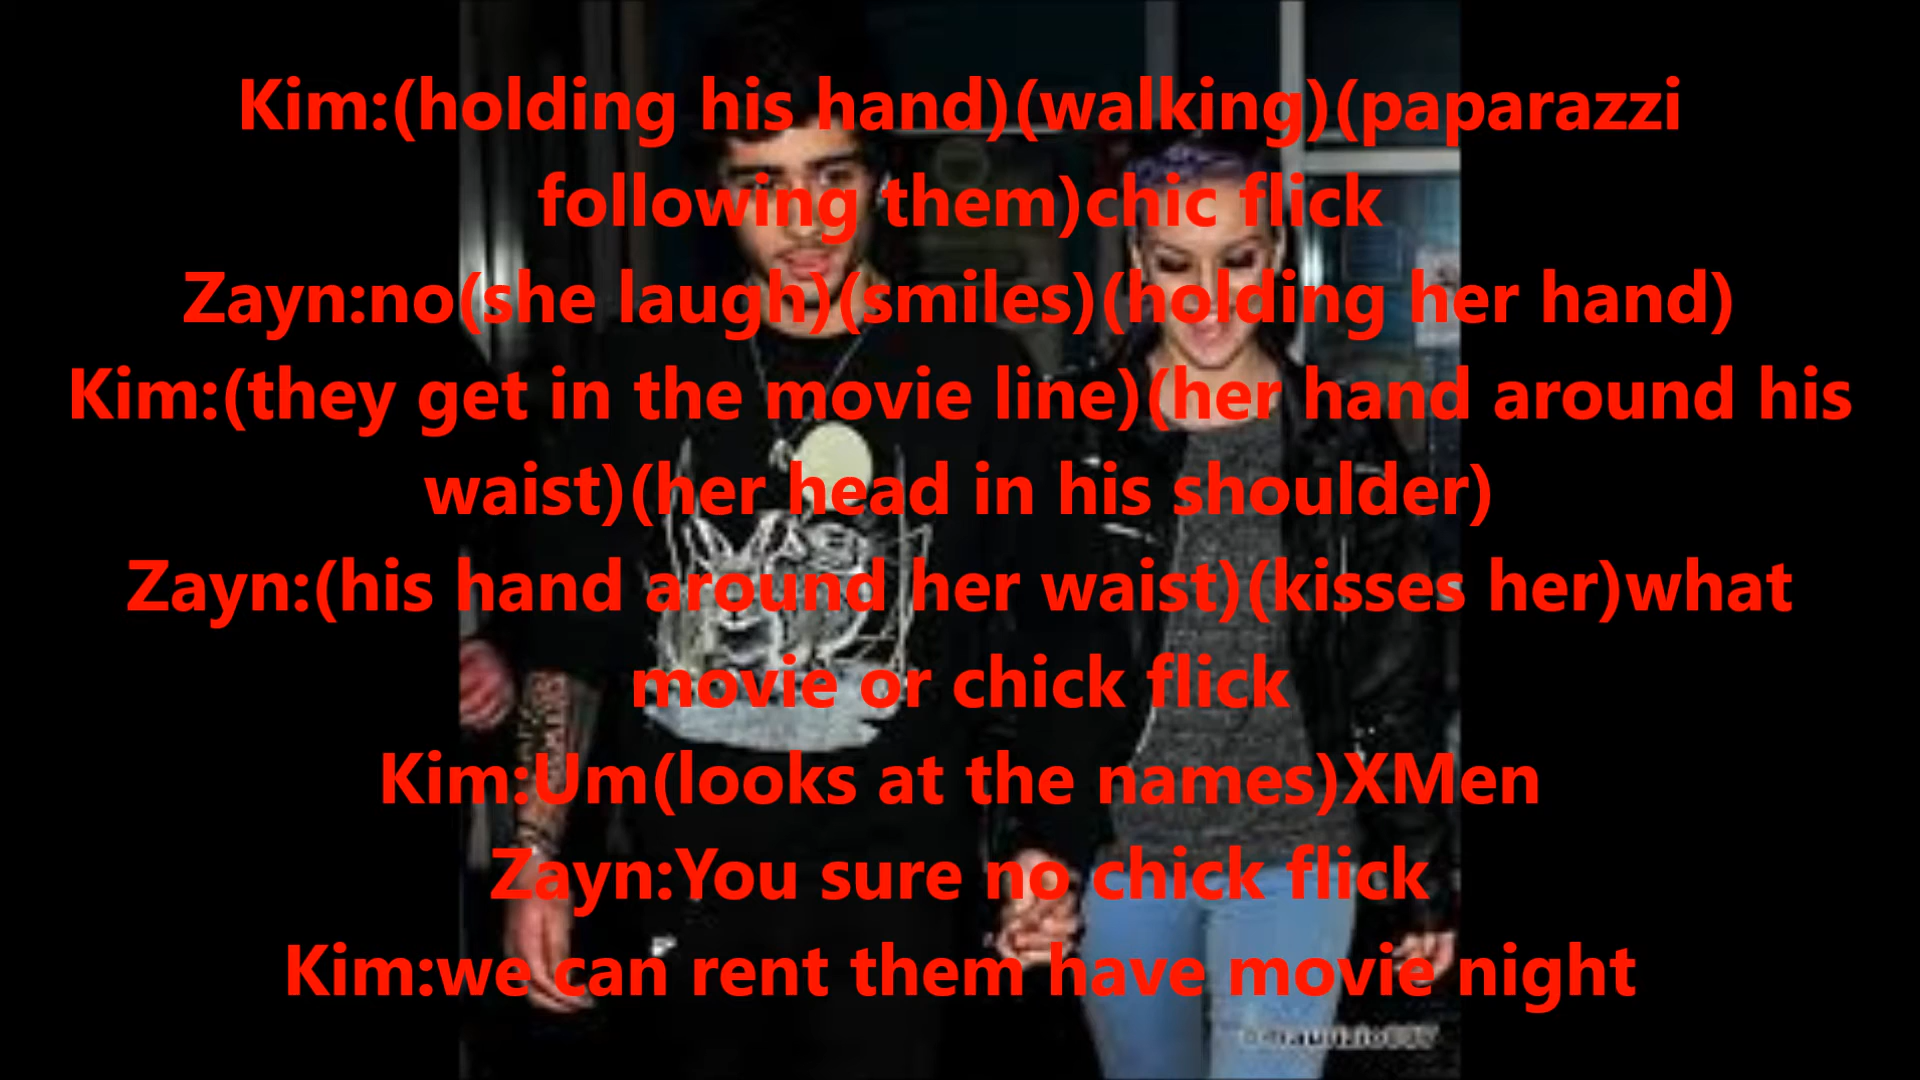 Kim:(holding his hand)(walking)(paparazzi
following them)chic flick
Zayn:no(she laugh)(smiles)(holding her hand)
Kim:(they get in the movie line)(her hand around his
waist)(her head in his shoulder)
Zayn:(his hand around her waist)(kisses her)what
movie or chick flick
Kim:Um(looks at the names)XMen
Zayn:You sure no chick flick
Kim:we can rent them have movie night